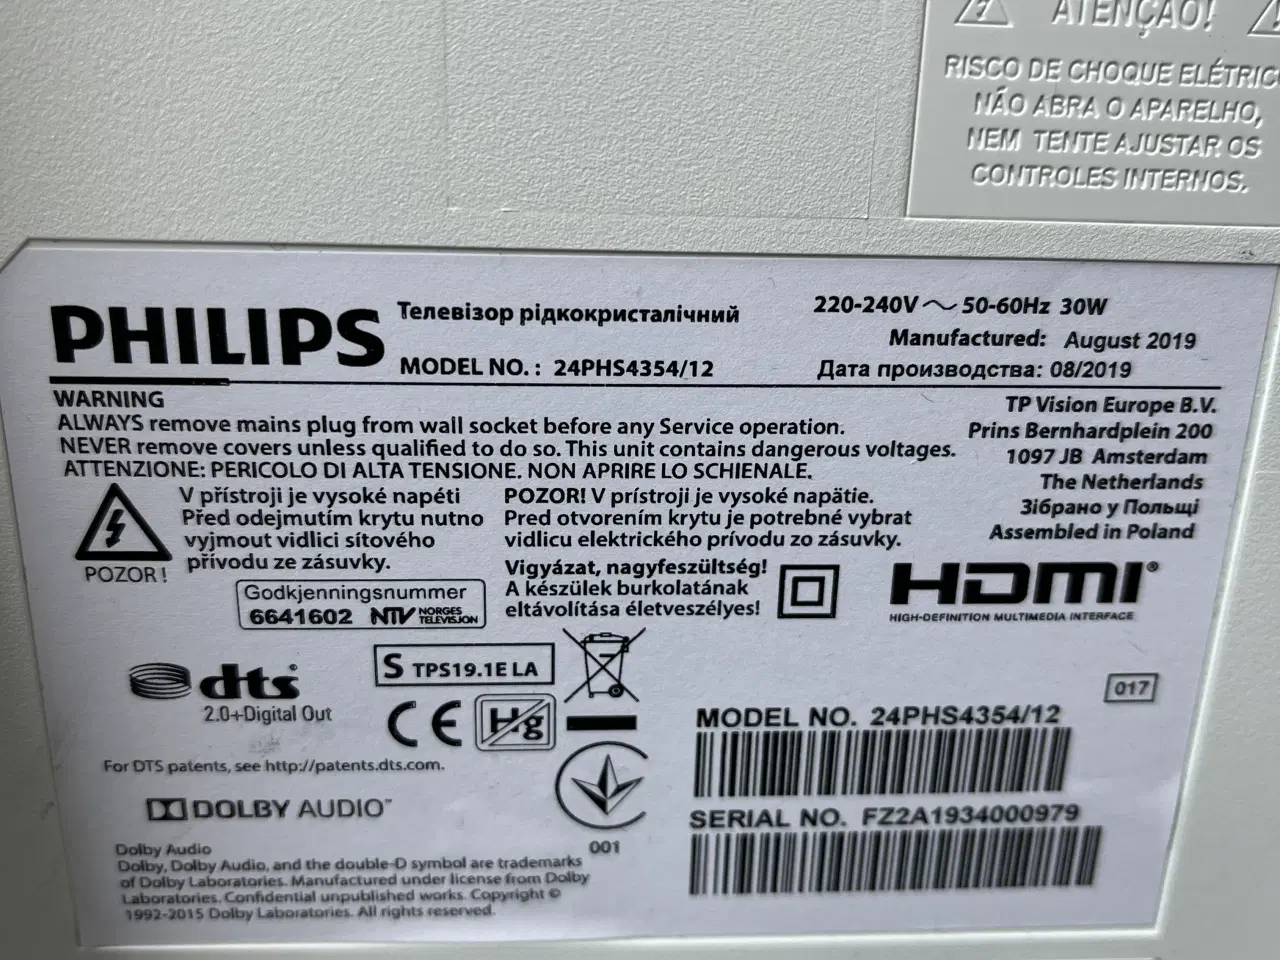 ATENÇÃO!
RISCO DE CHOQUE ELÉTRIC
NÃO ABRA O APARELHO,
NEM TENTE AJUSTAR OS
CONTROLES INTERNOS.
PHILIPS
Телевізор рідкокристалічний
MODEL NO. : 24PHS4354/12
220-240V ~ 50-60Hz 30W
Manufactured: August 2019
Дата производства: 08/2019
WARNING
ALWAYS remove mains plug from wall socket before any Service operation.
NEVER remove covers unless qualified to do so. This unit contains dangerous voltages.
ATTENZIONE: PERICOLO DI ALTA TENSIONE. NON APRIRE LO SCHIENALE.
TP Vision Europe B.V.
Prins Bernhardplein 200
1097 JB Amsterdam
The Netherlands
Зібрано у Польщі
Assembled in Poland
POZOR !
V přístroji je vysoké napéti
Před odejmutím krytu nutno
vyjmout vidlici sítového
přívodu ze zásuvky.
POZOR! V prístroji je vysoké napätie.
Pred otvorením krytu je potrebné vybrat
vidlicu elektrického prívodu zo zásuvky.
Vigyázat, nagyfeszültség!
A készülek burkolatának
eltávolítása életveszélyes!
Godkjenningsnummer
6641602 NTV NORGES TELEVISJON
HDMI®
HIGH-DEFINITION MULTIMEDIA INTERFACE
dts
2.0+Digital Out
S TPS19.1E LA
CE Hg
For DTS patents, see http://patents.dts.com.
DOLBY AUDIO™
001
017
MODEL NO. 24PHS4354/12
SERIAL NO. FZ2A1934000979
Dolby Audio
Dolby, Dolby Audio, and the double-D symbol are trademarks
of Dolby Laboratories. Manufactured under license from Dolby
Laboratories. Confidential unpublished works. Copyright ©
1992-2015 Dolby Laboratories. All rights reserved.